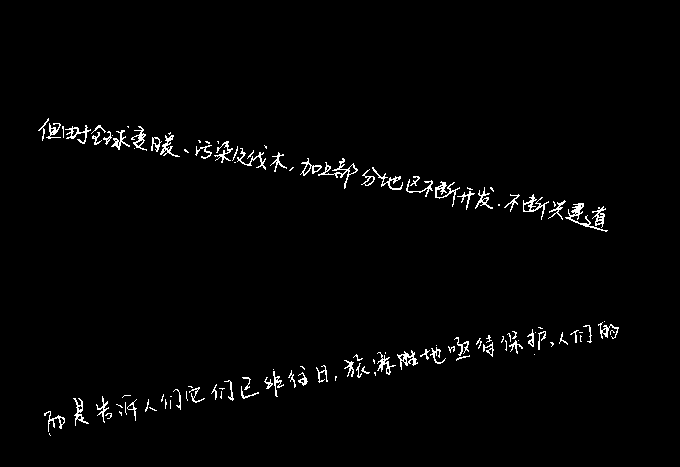 但由于全球变暖、污染及伐木，加上部分地区不断开发，不断兴建道
而是告诉人们它们已非往日，旅游胜地亟待保护，人们的